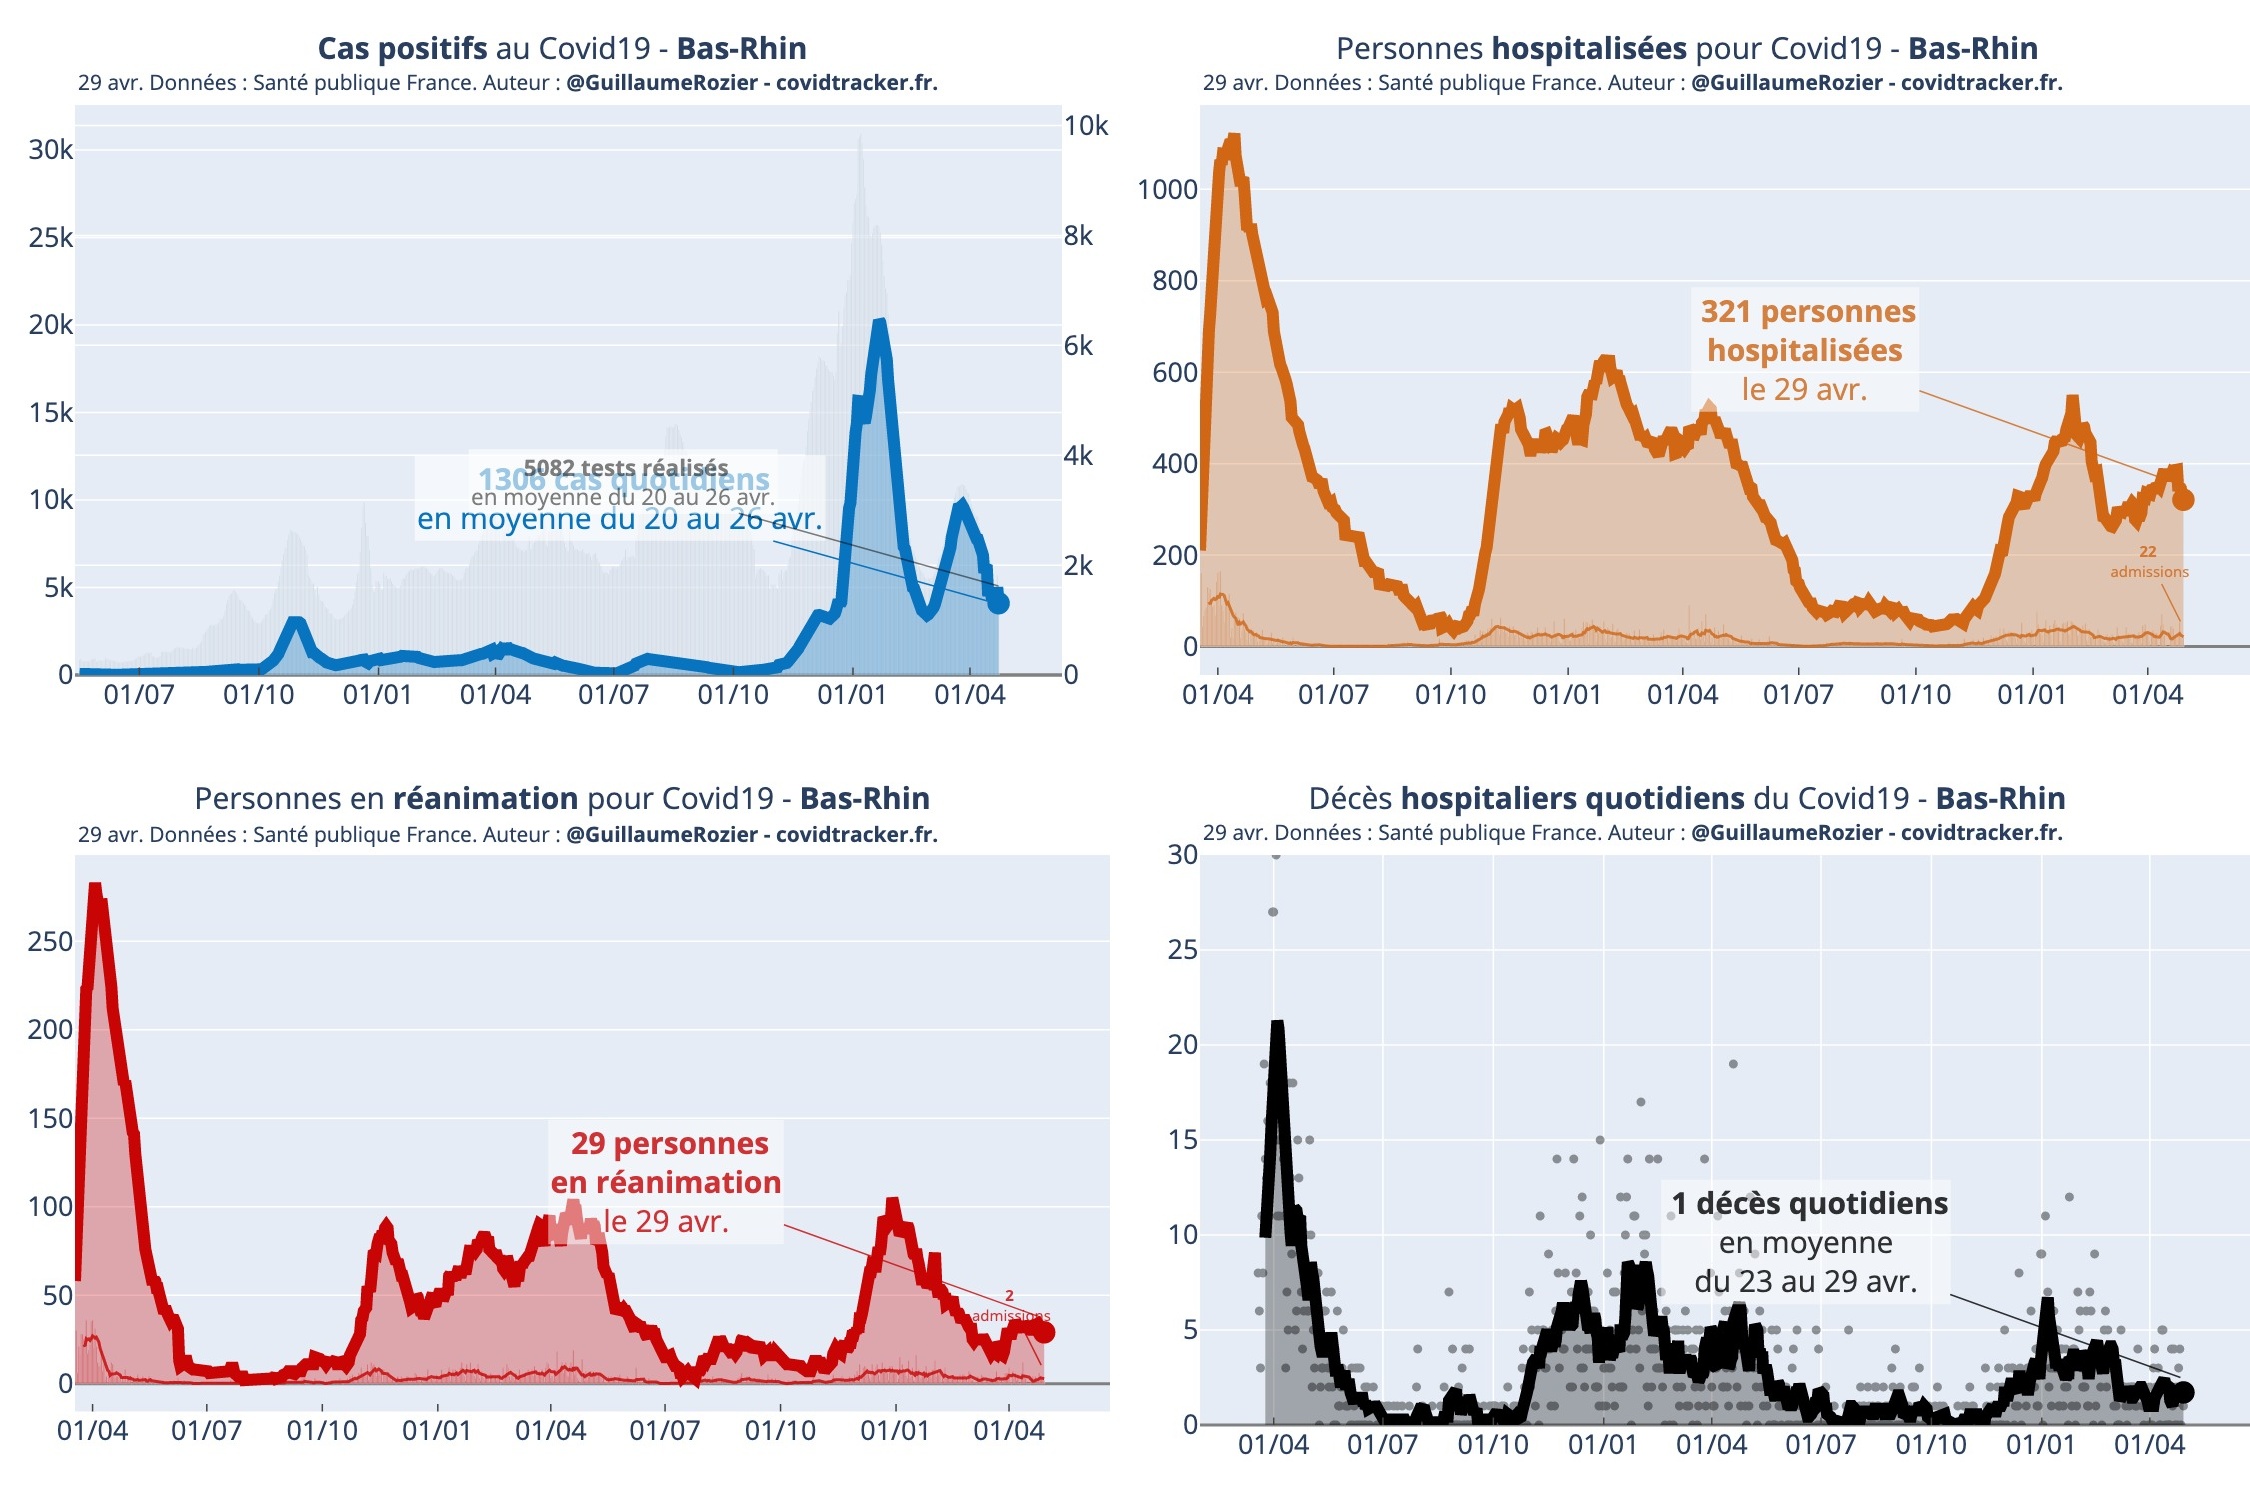 Cas positifs au Covid19 - Bas-Rhin
29 avr. Données : Santé publique France. Auteur : @GuillaumeRozier - covidtracker.fr.
30k
25k
20k
15k
10k
5k
0
10k
8k
6k
4k
2k
0
5082 tests réalisés
1306 cas quotidiens
en moyenne du 20 au 26 avr.
en moyenne du 20 au 26 avr.
01/07 01/10 01/01 01/04 01/07 01/10 01/01 01/04
Personnes hospitalisées pour Covid19 - Bas-Rhin
29 avr. Données : Santé publique France. Auteur : @GuillaumeRozier - covidtracker.fr.
1000
800
600
400
200
0
321 personnes
hospitalisées
le 29 avr.
22
admissions
01/04 01/07 01/10 01/01 01/04 01/07 01/10 01/01 01/04
Personnes en réanimation pour Covid19 - Bas-Rhin
29 avr. Données : Santé publique France. Auteur : @GuillaumeRozier - covidtracker.fr.
250
200
150
100
50
0
29 personnes
en réanimation
le 29 avr.
2
admissions
01/04 01/07 01/10 01/01 01/04 01/07 01/10 01/01 01/04
Décès hospitaliers quotidiens du Covid19 - Bas-Rhin
29 avr. Données : Santé publique France. Auteur : @GuillaumeRozier - covidtracker.fr.
30
25
20
15
10
5
0
1 décès quotidiens
en moyenne
du 23 au 29 avr.
01/04 01/07 01/10 01/01 01/04 01/07 01/10 01/01 01/04